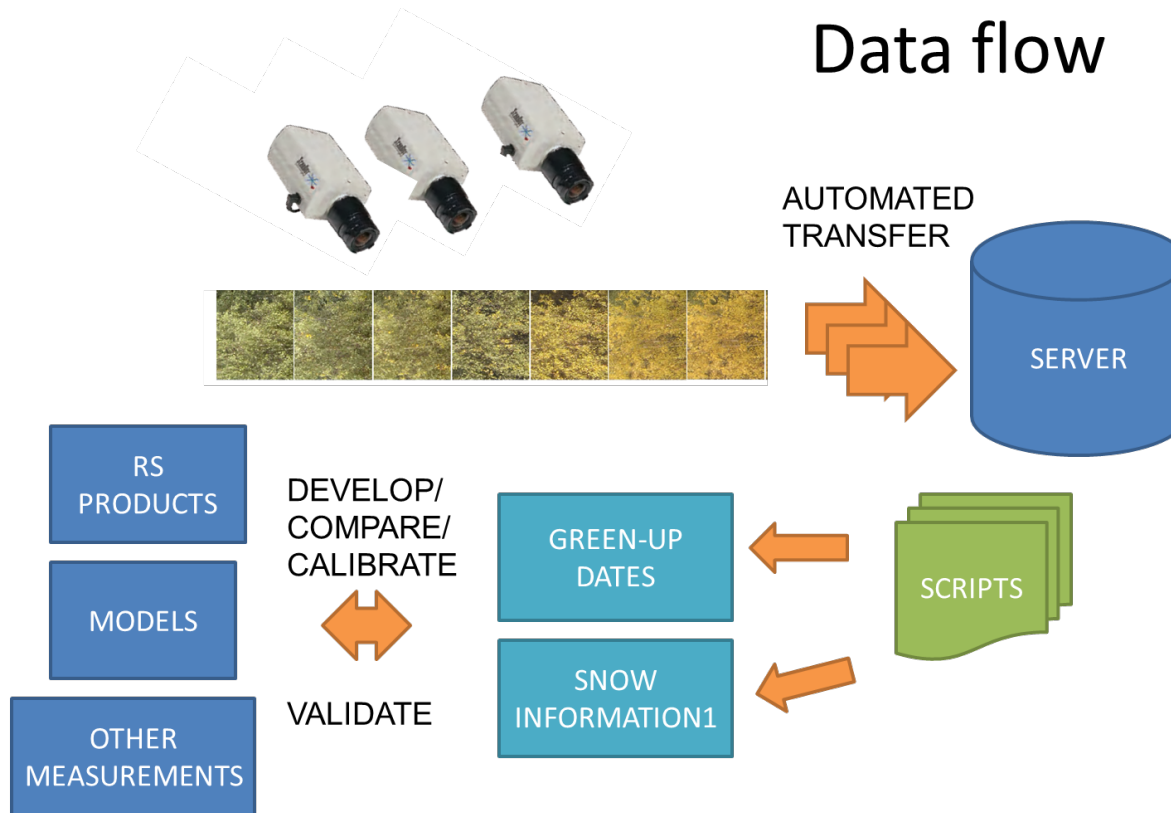 Data flow
AUTOMATED
TRANSFER
SERVER
RS
PRODUCTS
DEVELOP/
COMPARE/
CALIBRATE
GREEN-UP
DATES
SCRIPTS
MODELS
SNOW
INFORMATION1
VALIDATE
OTHER
MEASUREMENTS